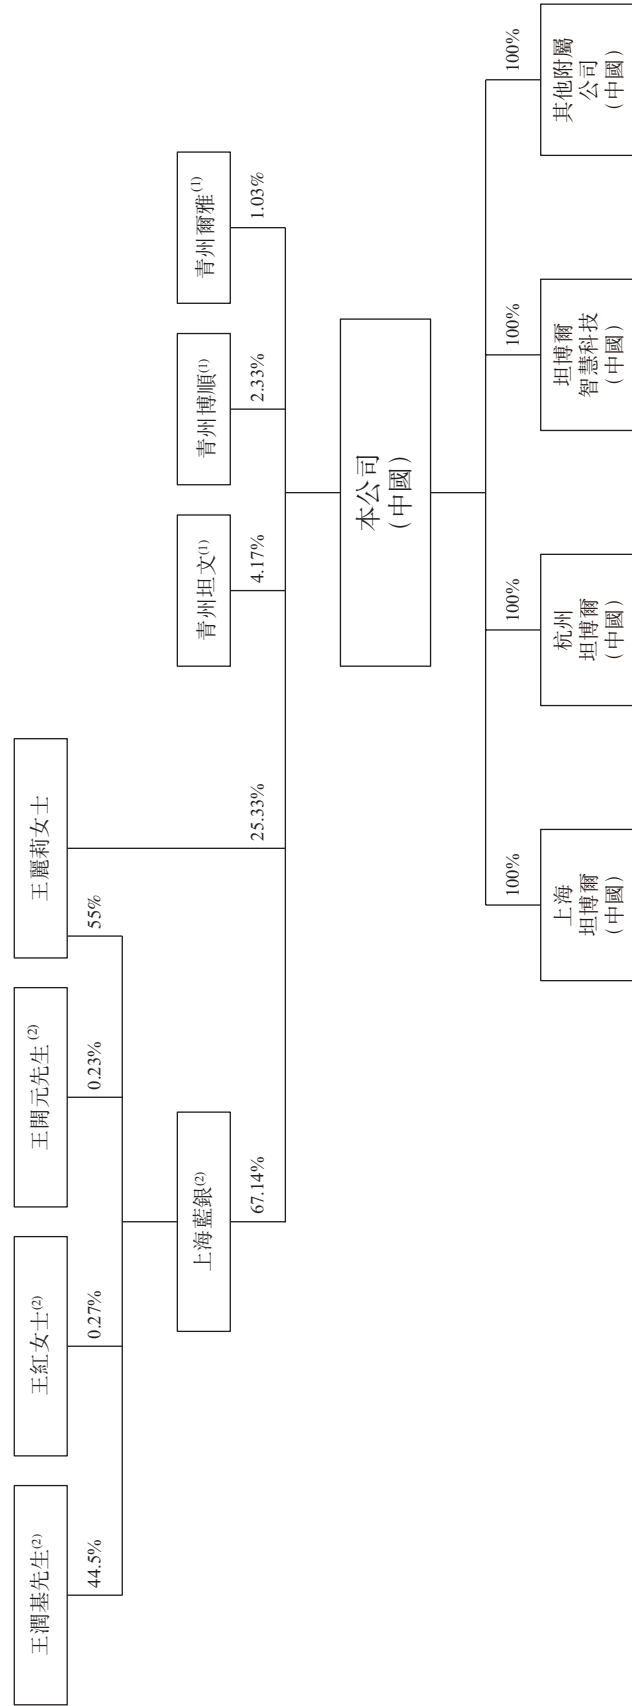 王潤基先生(2)
王紅女士(2)
王開元先生(2)
王麗莉女士
44.5%
0.27%
0.23%
55%
上海藍銀(2)
青州坦文(1)
青州博順(1)
青州爾雅(1)
67.14%
25.33%
4.17%
2.33%
1.03%
本公司
(中國)
100%
100%
100%
100%
上海
坦博爾
(中國)
杭州
坦博爾
(中國)
坦博爾
智慧科技
(中國)
其他附屬
公司
(中國)